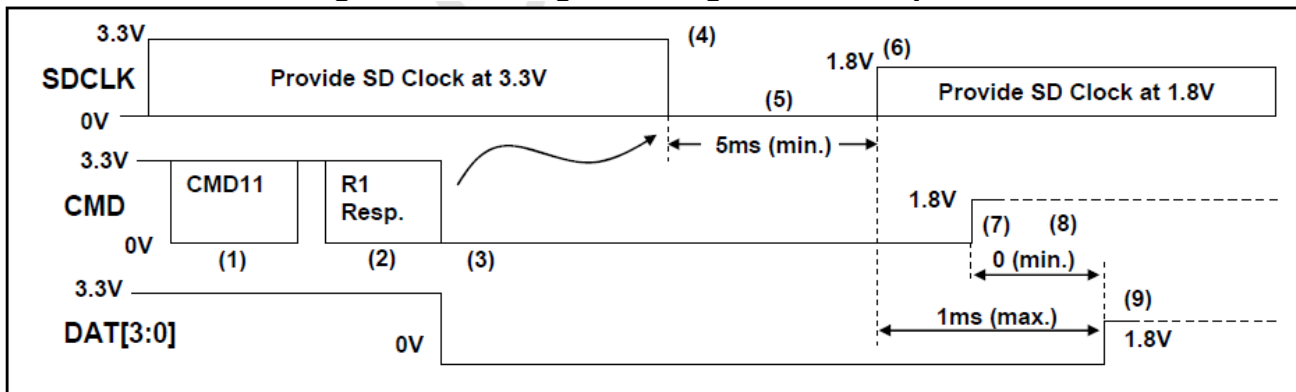 3.3V
(4)
1.8V (6)
SDCLK
Provide SD Clock at 3.3V
Provide SD Clock at 1.8V
(5)
0V
5ms (min.)
3.3V
CMD11
R1
Resp.
CMD
1.8V
(7)
(8)
0V
(1)
(2)
(3)
0 (min.)
3.3V
(9)
DAT[3:0]
0V
1ms (max.)
1.8V